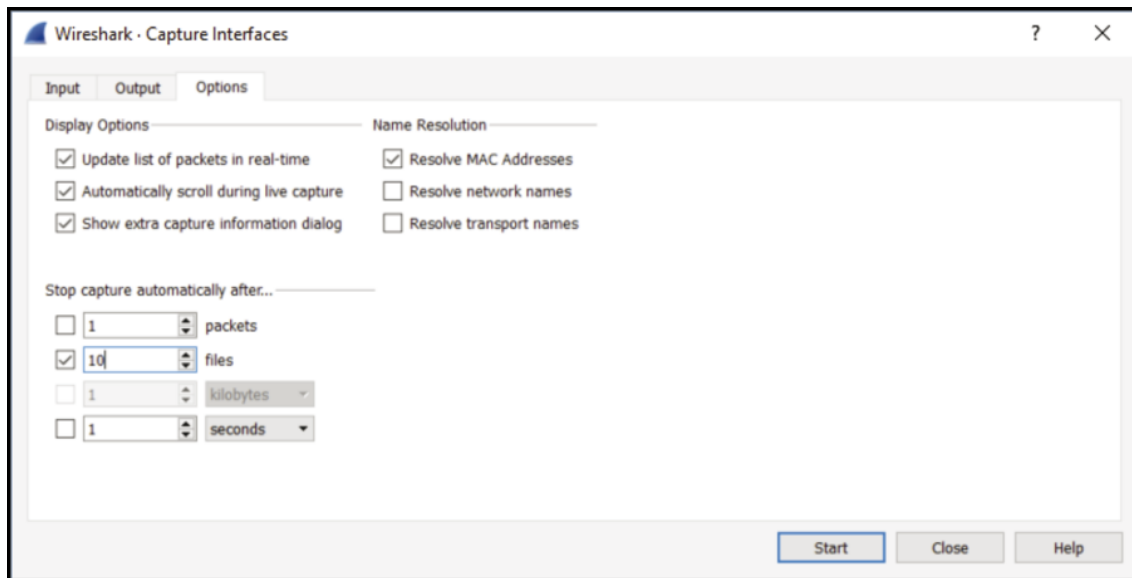 Wireshark · Capture Interfaces
?
Input Output Options
Display Options
Update list of packets in real-time
Automatically scroll during live capture
Show extra capture information dialog
Name Resolution
Resolve MAC Addresses
Resolve network names
Resolve transport names
Stop capture automatically after...
1 packets
10 files
1 kilobytes
1 seconds
Start Close Help